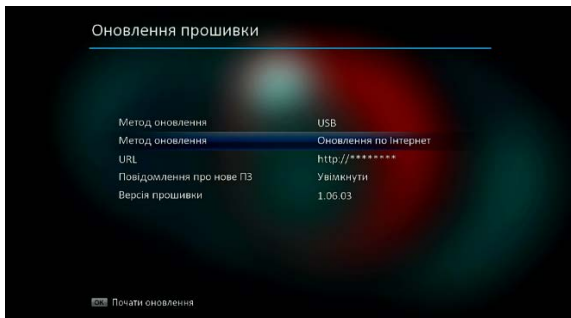 Оновлення прошивки
Метод оновлення USB
Метод оновлення Оновлення по Інтернет
URL http://********
Повідомлення про нове ПЗ Увімкнути
Версія прошивки 1.06.03
OK Почати оновлення